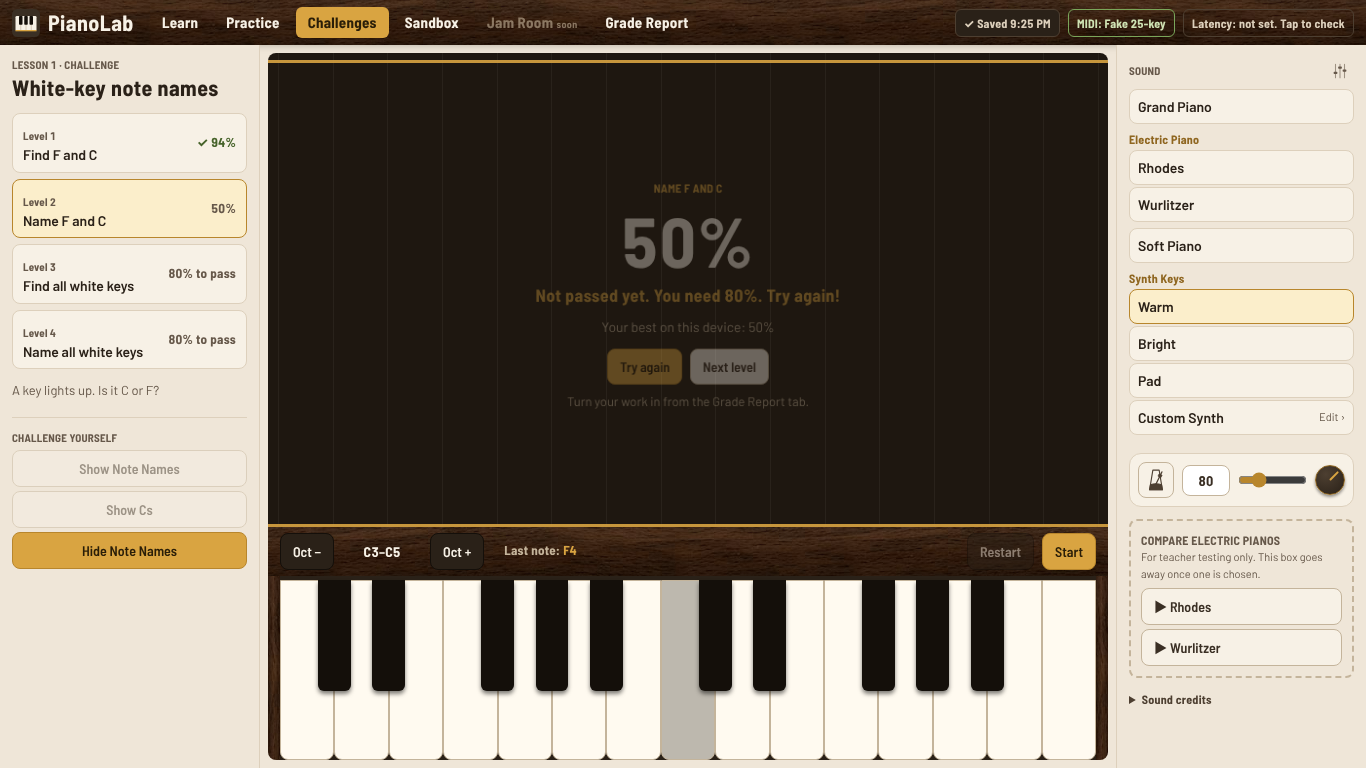 PianoLab
Learn
Practice
Challenges
Sandbox
Jam Room soon
Grade Report
✓ Saved 9:25 PM
MIDI: Fake 25-key
Latency: not set. Tap to check
LESSON 1 · CHALLENGE
White-key note names
Level 1
Find F and C
✓ 94%
Level 2
Name F and C
50%
Level 3
Find all white keys
80% to pass
Level 4
Name all white keys
80% to pass
A key lights up. Is it C or F?
CHALLENGE YOURSELF
Show Note Names
Show Cs
Hide Note Names
NAME F AND C
50%
Not passed yet. You need 80%. Try again!
Your best on this device: 50%
Try again
Next level
Turn your work in from the Grade Report tab.
Oct –
C3–C5
Oct +
Last note: F4
Restart
Start
SOUND
Grand Piano
Electric Piano
Rhodes
Wurlitzer
Soft Piano
Synth Keys
Warm
Bright
Pad
Custom Synth
Edit ›
80
COMPARE ELECTRIC PIANOS
For teacher testing only. This box goes
away once one is chosen.
▶ Rhodes
▶ Wurlitzer
▶ Sound credits